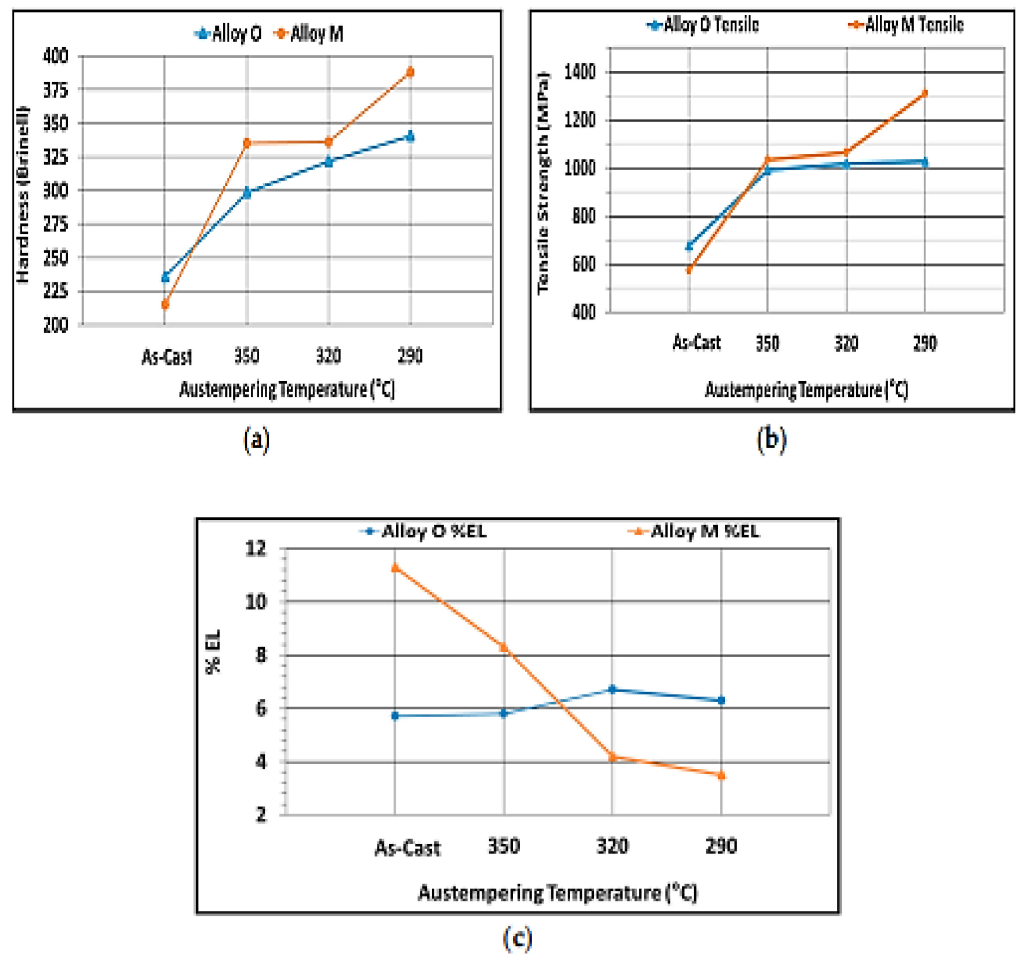 Alloy O Alloy M
400
375
350
325
300
275
250
225
200
Hardness (Brinell)
As-Cast 350 320 290
Austempering Temperature (°C)
(a)
Alloy O Tensile Alloy M Tensile
1400
1200
1000
800
600
400
Tensile Strength (MPa)
As-Cast 350 320 290
Austempering Temperature (°C)
(b)
Alloy O %EL Alloy M %EL
12
10
8
6
4
2
% EL
As-Cast 350 320 290
Austempering Temperature (°C)
(c)